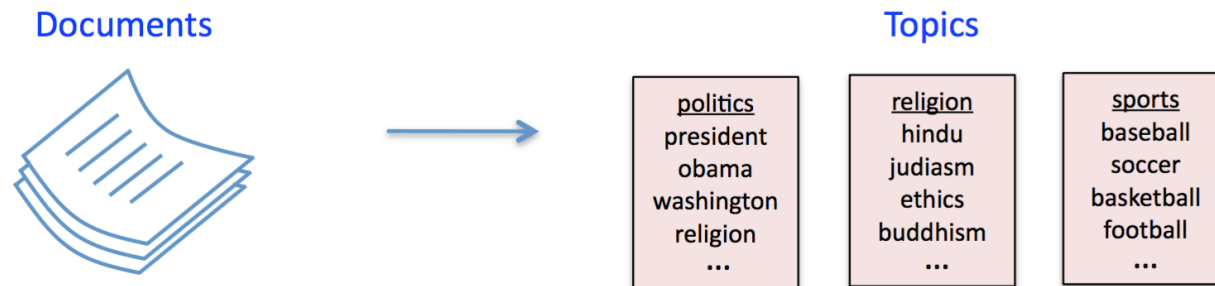 Documents
Topics
politics
president
obama
washington
religion
...
religion
hindu
judiasm
ethics
buddhism
...
sports
baseball
soccer
basketball
football
...